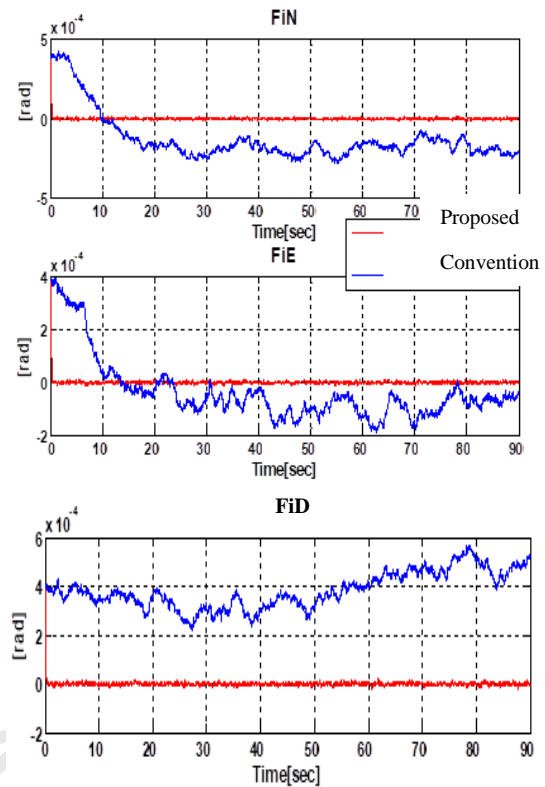 FiN
x 10-4
5
0
-5
[rad]
0 10 20 30 40 50 60 70
Time[sec]
Proposed
Convention
FiE
x 10-4
4
2
0
-2
[rad]
0 10 20 30 40 50 60 70 80 90
Time[sec]
FiD
x 10-4
6
4
2
0
-2
[rad]
0 10 20 30 40 50 60 70 80 90
Time[sec]